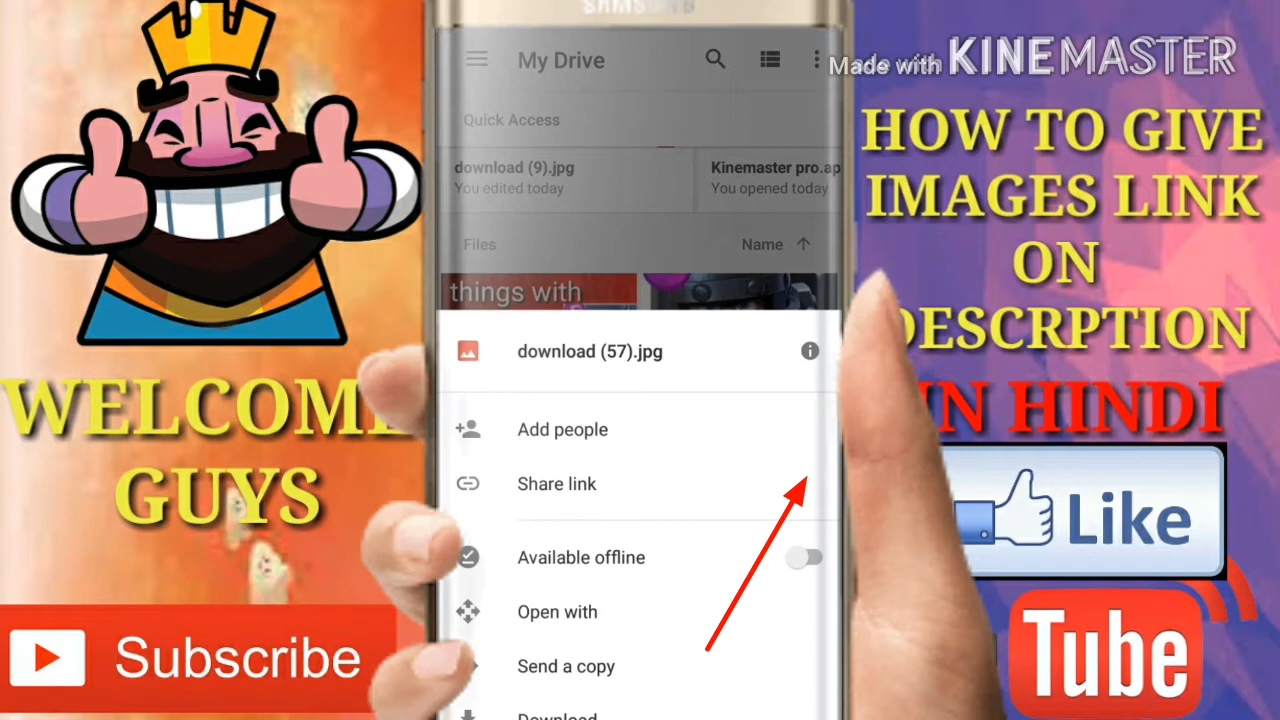 SAMSUNG
My Drive
Made with KINEMASTER
Quick Access
download (9).jpg
You edited today
Kinemaster pro.ap
You opened today
Files
Name
things with
download (57).jpg
Add people
Share link
Available offline
Open with
Send a copy
Download
WELCOME
GUYS
Subscribe
HOW TO GIVE
IMAGES LINK
ON
DESCRPTION
IN HINDI
Like
Tube